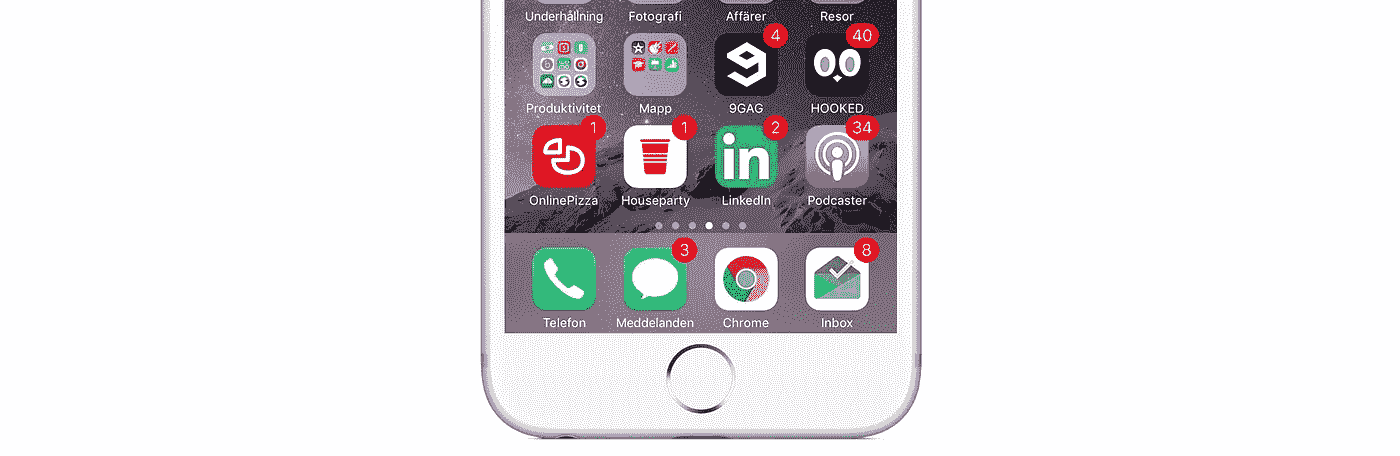 Underhållning Fotografi Affärer Resor
4 40
9
Produktivitet Mapp 9GAG HOOKED
1 1 2 34
in
OnlinePizza Houseparty LinkedIn Podcaster
3 8
Telefon Meddelanden Chrome Inbox